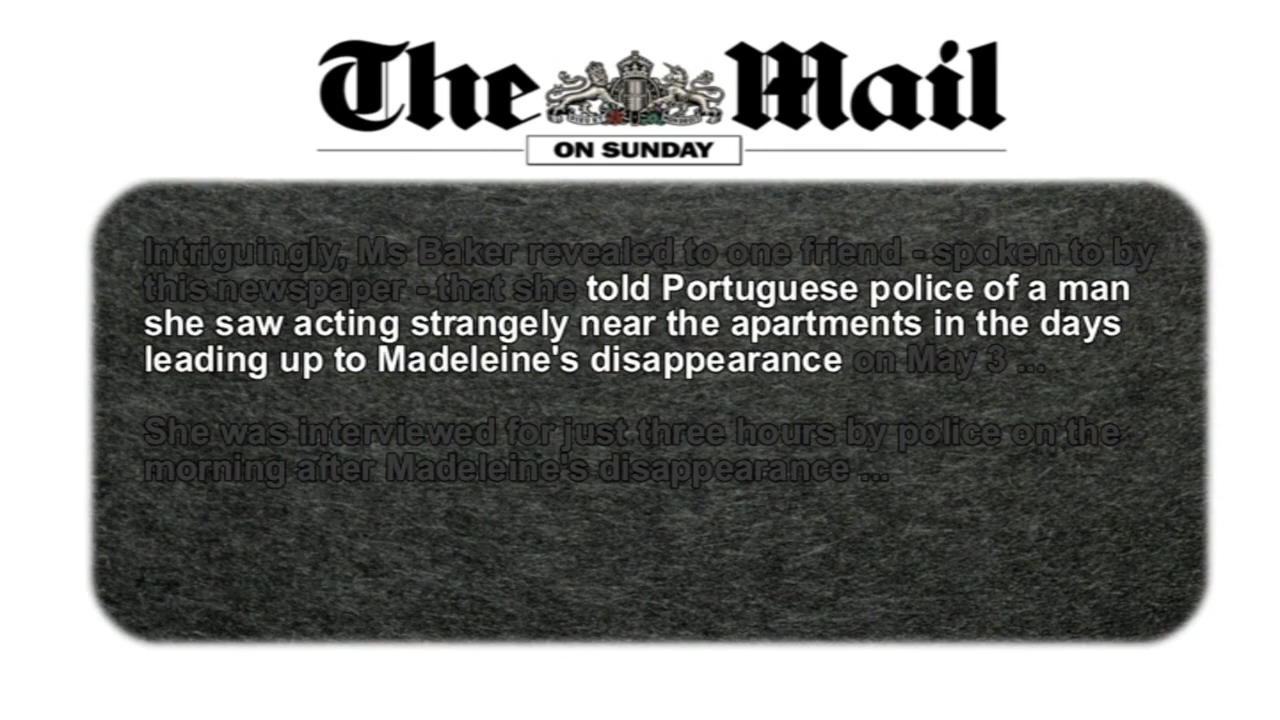 The Mail
ON SUNDAY
Intriguingly, Ms Baker revealed to one friend - spoken to by
this newspaper - that she told Portuguese police of a man
she saw acting strangely near the apartments in the days
leading up to Madeleine's disappearance on May 3 ...
She was interviewed for just three hours by police on the
morning after Madeleine's disappearance ...